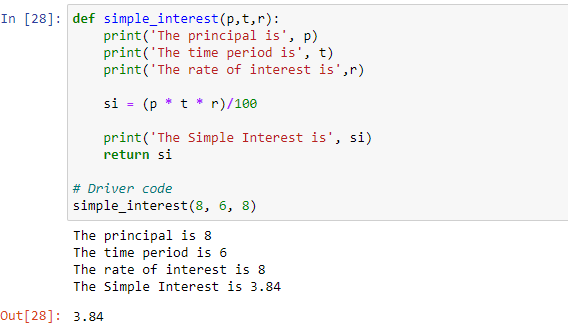 In [28]: def simple_interest(p,t,r):
    print('The principal is', p)
    print('The time period is', t)
    print('The rate of interest is',r)
    si = (p * t * r)/100
    print('The Simple Interest is', si)
    return si
# Driver code
simple_interest(8, 6, 8)
The principal is 8
The time period is 6
The rate of interest is 8
The Simple Interest is 3.84
Out[28]: 3.84